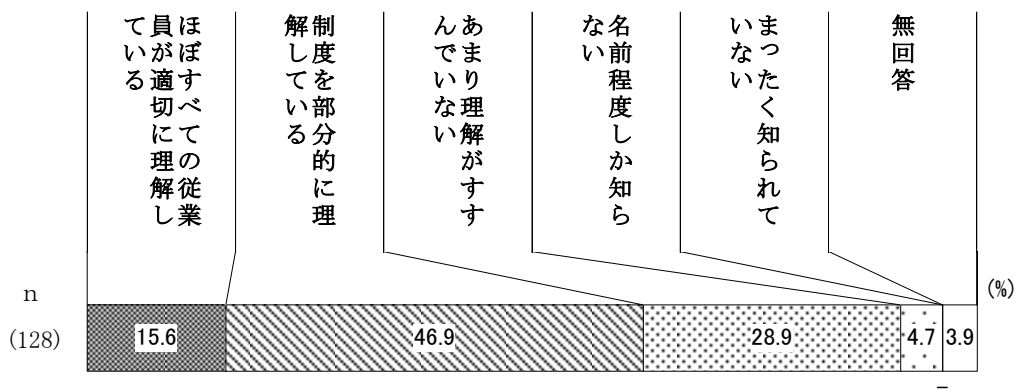 ほぼすべての従業
員が適切に理解し
ている
制度を部分的に理
解している
あまり理解がすす
んでいない
名前程度しか知ら
ない
まったく知られて
いない
無回答
(%)
n
(128)
15.6
46.9
28.9
4.7
3.9
-